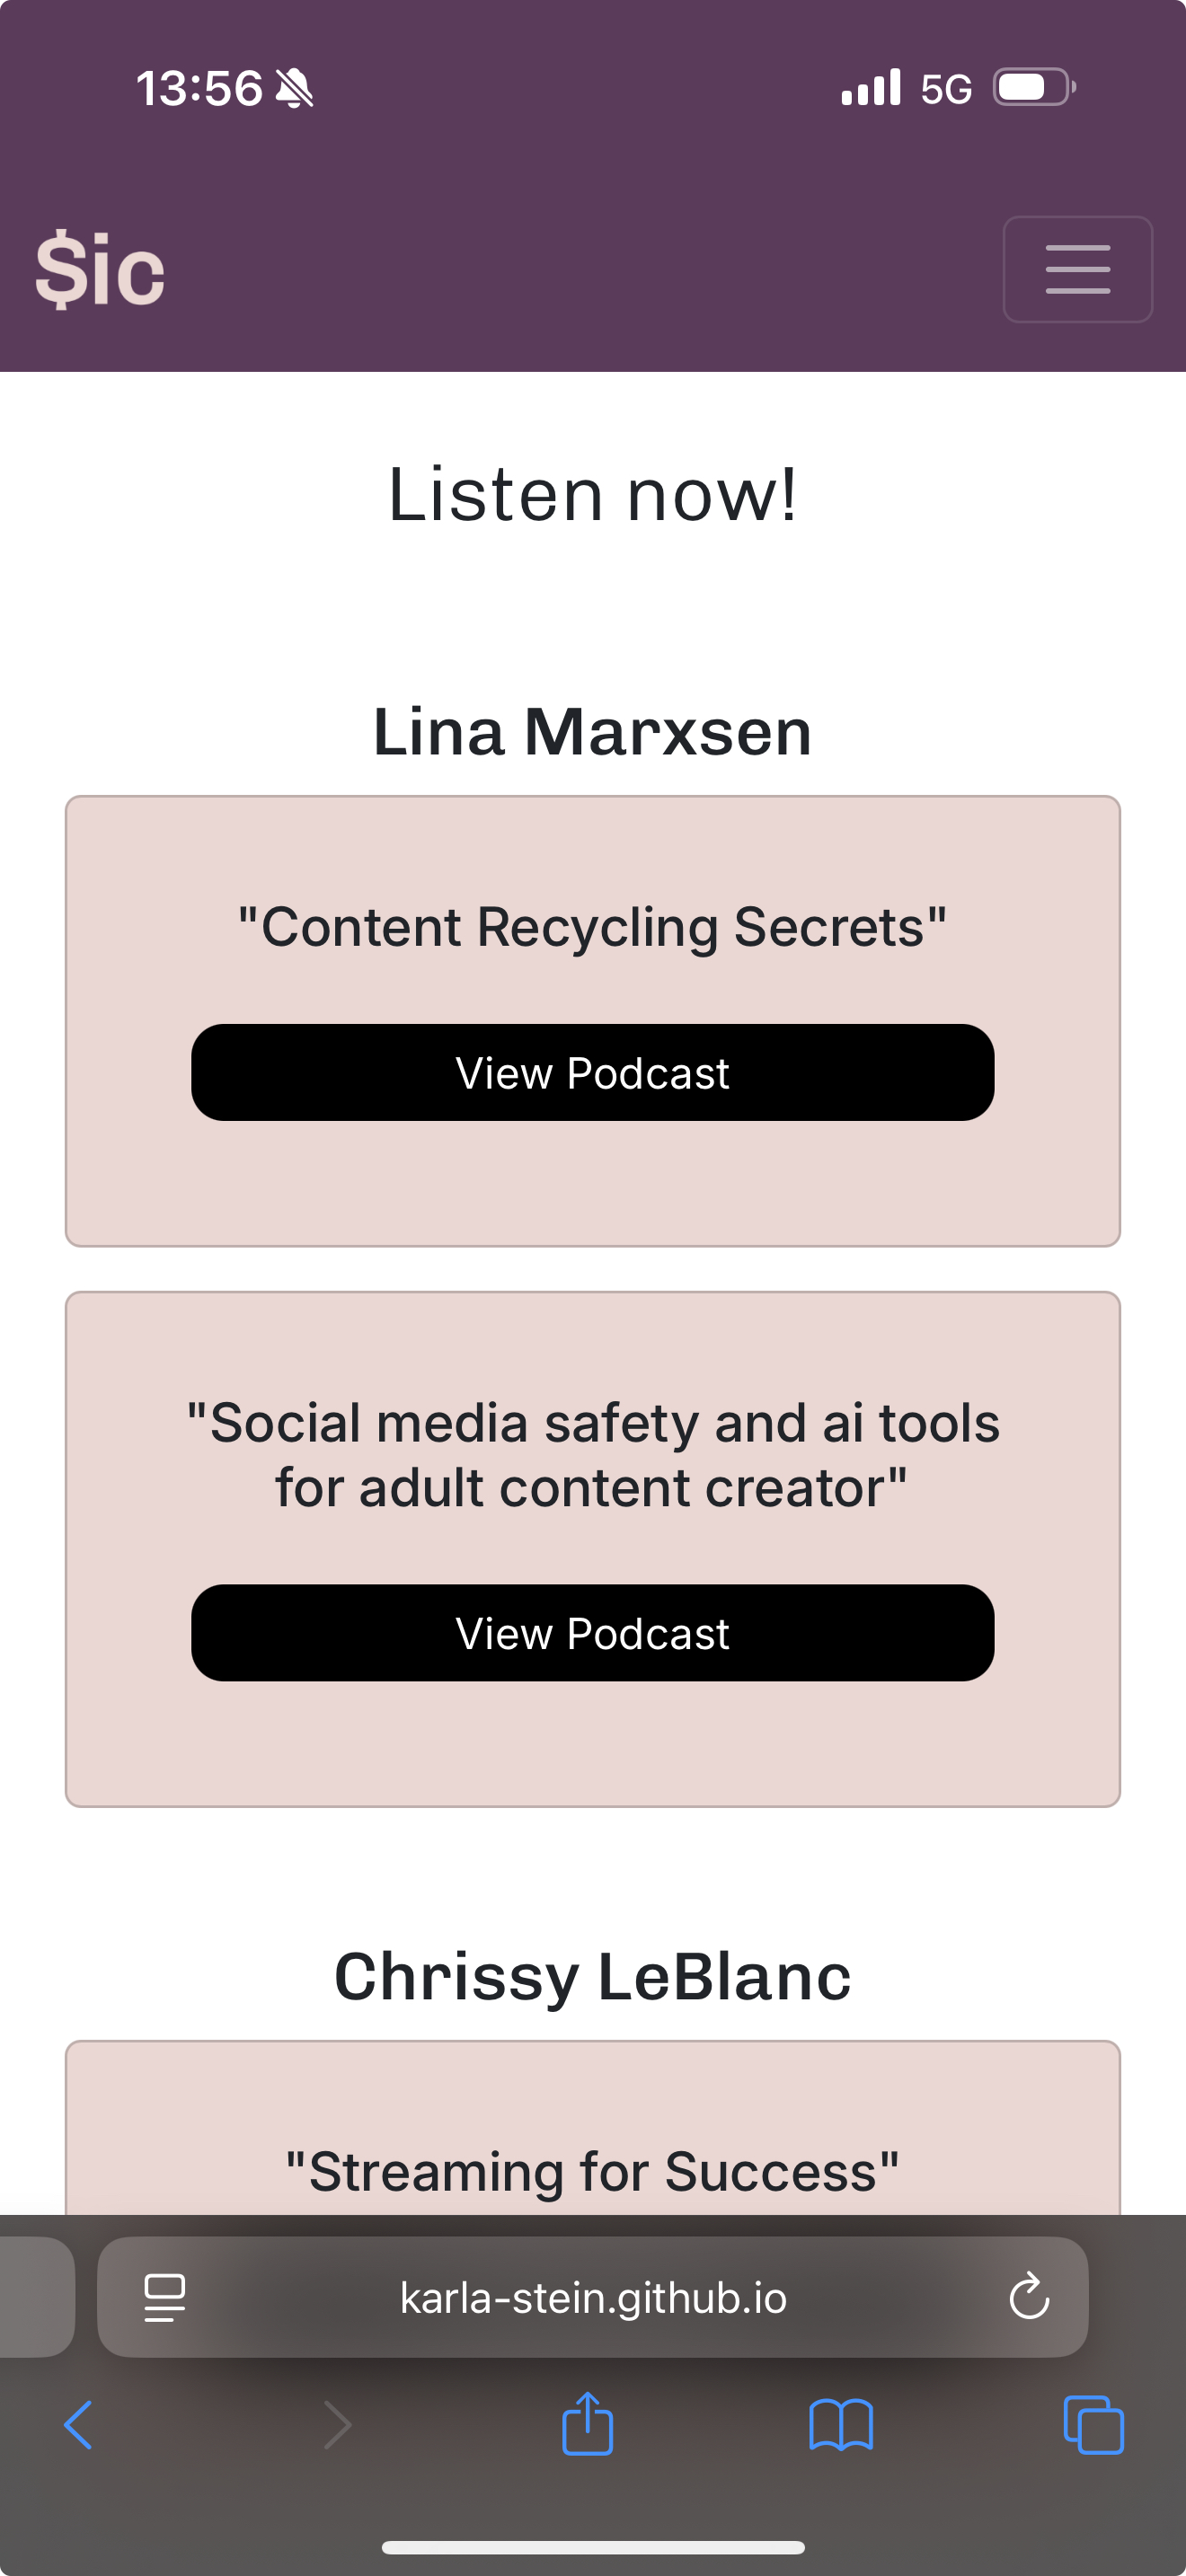 13:56
5G
$ic
Listen now!
Lina Marxsen
"Content Recycling Secrets"
View Podcast
"Social media safety and ai tools
for adult content creator"
View Podcast
Chrissy LeBlanc
"Streaming for Success"
karla-stein.github.io